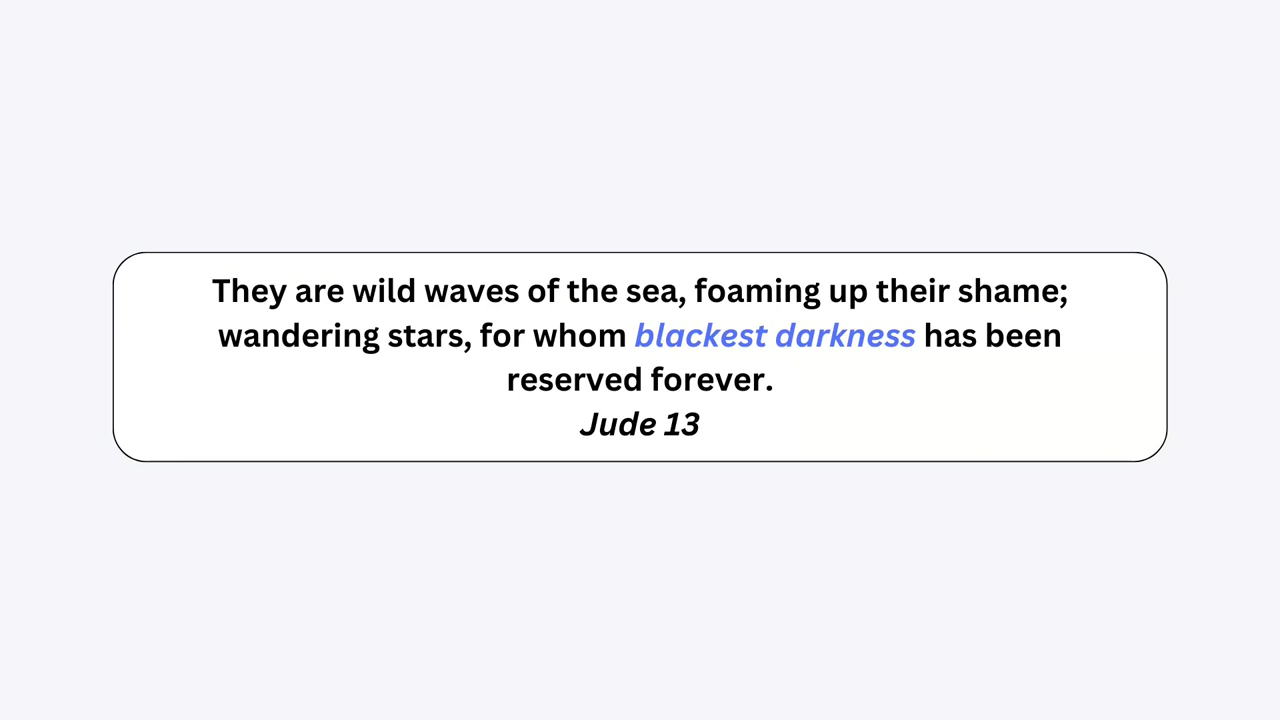 They are wild waves of the sea, foaming up their shame;
wandering stars, for whom blackest darkness has been
reserved forever.
Jude 13